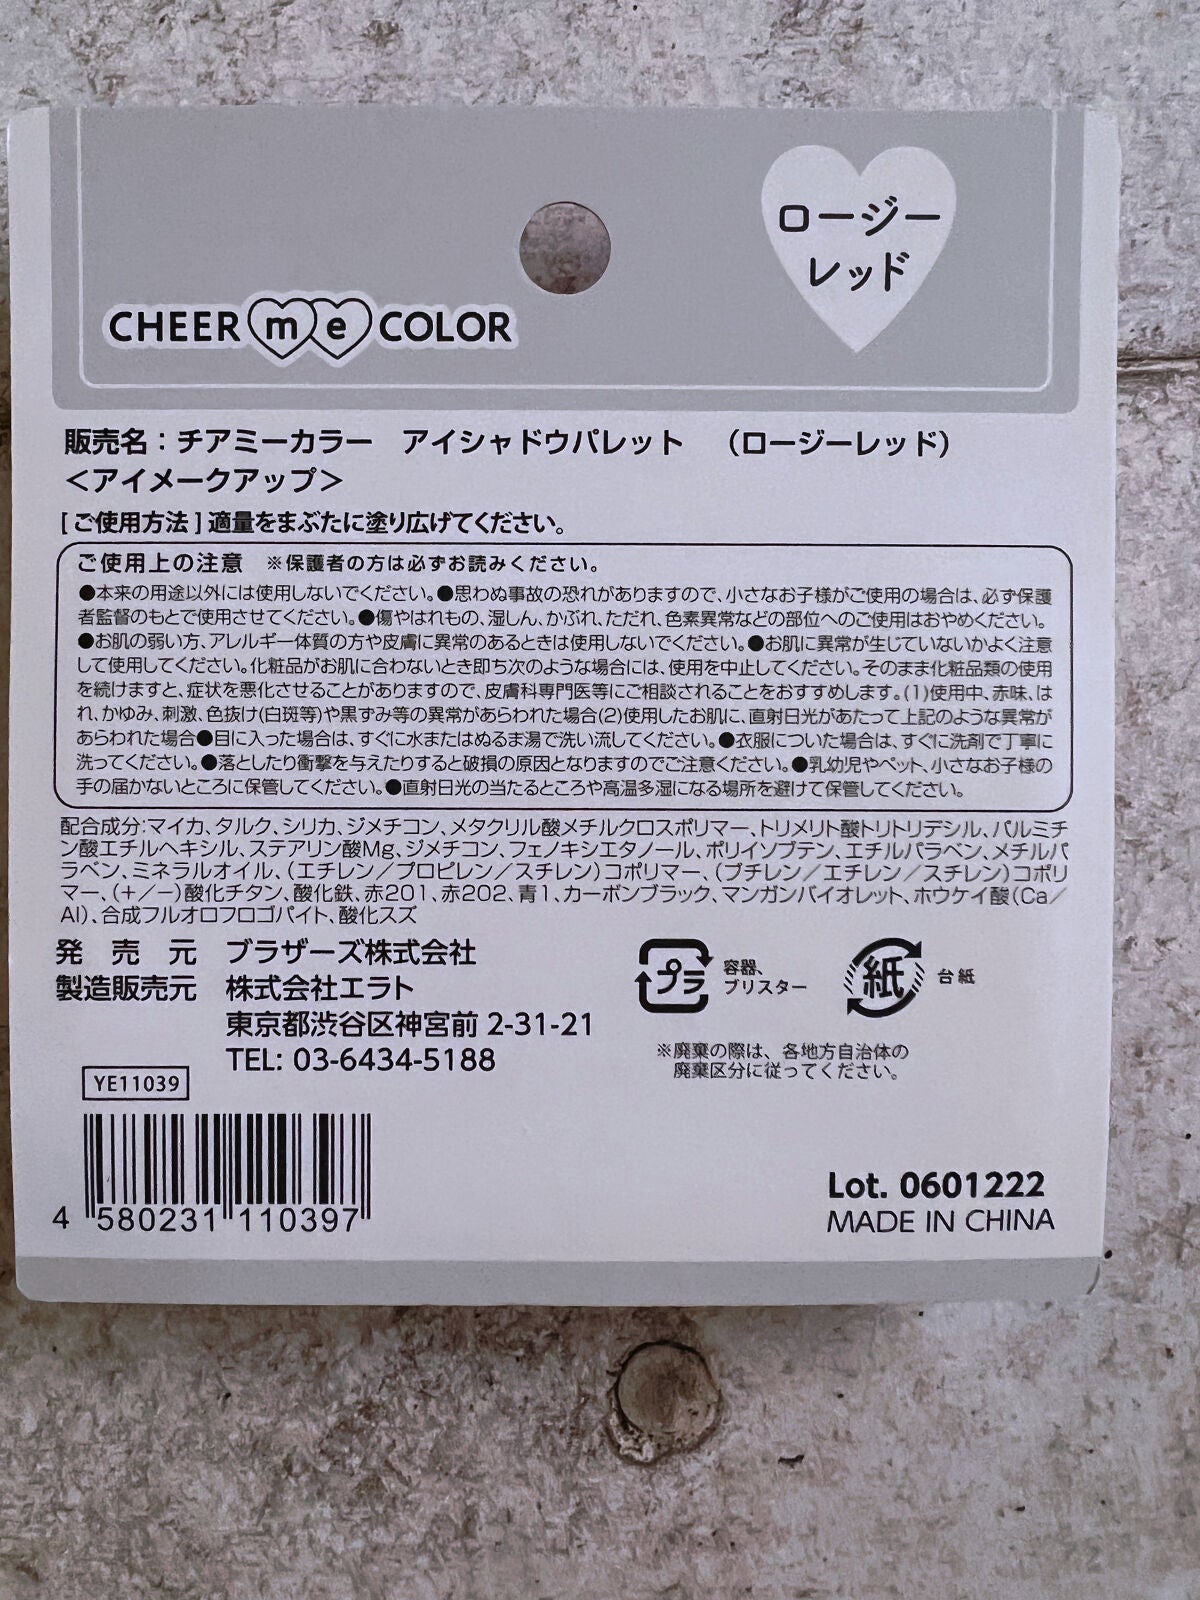 ロージー
レッド
CHEER me COLOR
販売名：チアミーカラー　アイシャドウパレット　（ロージーレッド）
＜アイメークアップ＞
[ご使用方法]適量をまぶたに塗り広げてください。
ご使用上の注意　※保護者の方は必ずお読みください。
●本来の用途以外には使用しないでください。●思わぬ事故の恐れがありますので、小さなお子様がご使用の場合は、必ず保護
者監督のもとで使用させてください。●傷やはれもの、湿しん、かぶれ、ただれ、色素異常などの部位へのご使用はおやめください。
●お肌の弱い方、アレルギー体質の方や皮膚に異常のあるときは使用しないでください。●お肌に異常が生じていないかよく注意
して使用してください。化粧品がお肌に合わないとき即ち次のような場合には、使用を中止してください。そのまま化粧品類の使用
を続けますと、症状を悪化させることがありますので、皮膚科専門医等にご相談されることをおすすめします。(1)使用中、赤味、は
れ、かゆみ、刺激、色抜け(白斑等)や黒ずみ等の異常があらわれた場合(2)使用したお肌に、直射日光があたって上記のような異常が
あらわれた場合●目に入った場合は、すぐに水またはぬるま湯で洗い流してください。●衣服についた場合は、すぐに洗剤で丁寧に
洗ってください。●落としたり衝撃を与えたりすると破損の原因となりますのでご注意ください。●乳幼児やペット、小さなお子様の
手の届かないところに保管してください。●直射日光の当たるところや高温多湿になる場所を避けて保管してください。
配合成分：マイカ、タルク、シリカ、ジメチコン、メタクリル酸メチルクロスポリマー、トリメリト酸トリトリデシル、パルミチ
ン酸エチルヘキシル、ステアリン酸Mg、ジメチコン、フェノキシエタノール、ポリイソブテン、エチルパラベン、メチルパ
ラベン、ミネラルオイル、（エチレン／プロピレン／スチレン）コポリマー、（ブチレン／エチレン／スチレン）コポリ
マー、（＋／－）酸化チタン、酸化鉄、赤201、赤202、青1、カーボンブラック、マンガンバイオレット、ホウケイ酸（Ca／
Al）、合成フルオロフロゴパイト、酸化スズ
発　売　元　ブラザーズ株式会社
製造販売元　株式会社エラト
東京都渋谷区神宮前 2-31-21
TEL: 03-6434-5188
プラ 容器、
ブリスター
紙 台紙
※廃棄の際は、各地方自治体の
廃棄区分に従ってください。
YE11039
4 580231 110397
Lot. 0601222
MADE IN CHINA